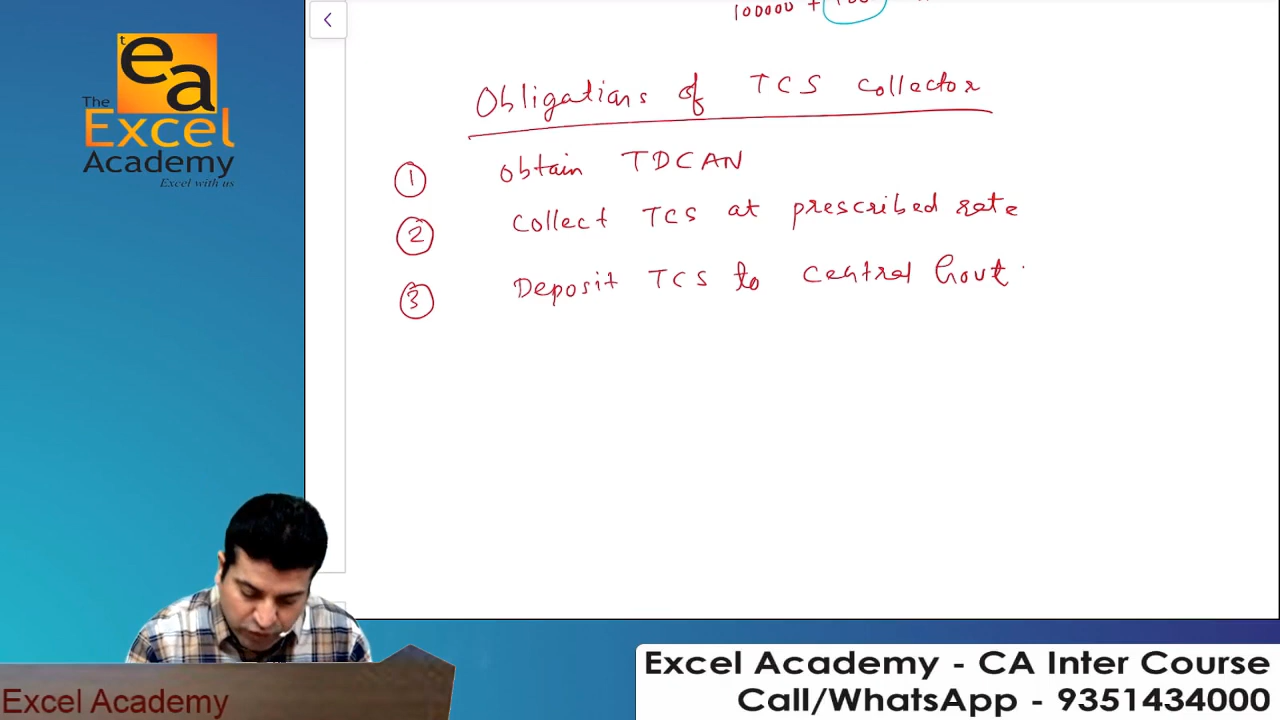 100000 +
Obligations of TCS collector
① obtain TDCAN
② collect TCS at prescribed rate
③ Deposit TCS to central Govt.
t
ea
The
Excel
Academy
Excel with us
Excel Academy
Excel Academy - CA Inter Course
Call/WhatsApp - 9351434000